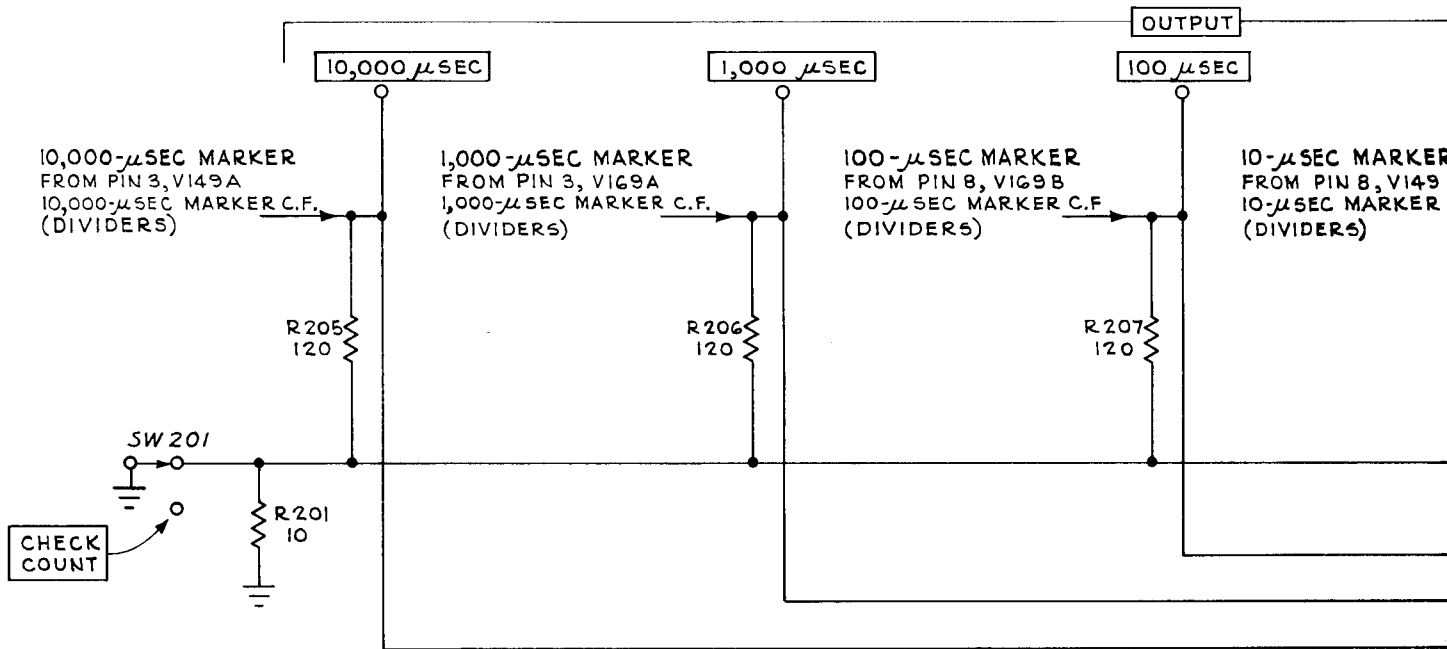 OUTPUT
10,000 μSEC
1,000 μSEC
100 μSEC
10,000-μSEC MARKER
FROM PIN 3, V149A
10,000-μSEC MARKER C.F.
(DIVIDERS)
1,000-μSEC MARKER
FROM PIN 3, V169A
1,000-μSEC MARKER C.F.
(DIVIDERS)
100-μSEC MARKER
FROM PIN 8, V169B
100-μSEC MARKER C.F
(DIVIDERS)
10-μSEC MARKER
FROM PIN 8, V149
10-μSEC MARKER
(DIVIDERS)
R205
120
R206
120
R207
120
SW201
R201
10
CHECK
COUNT